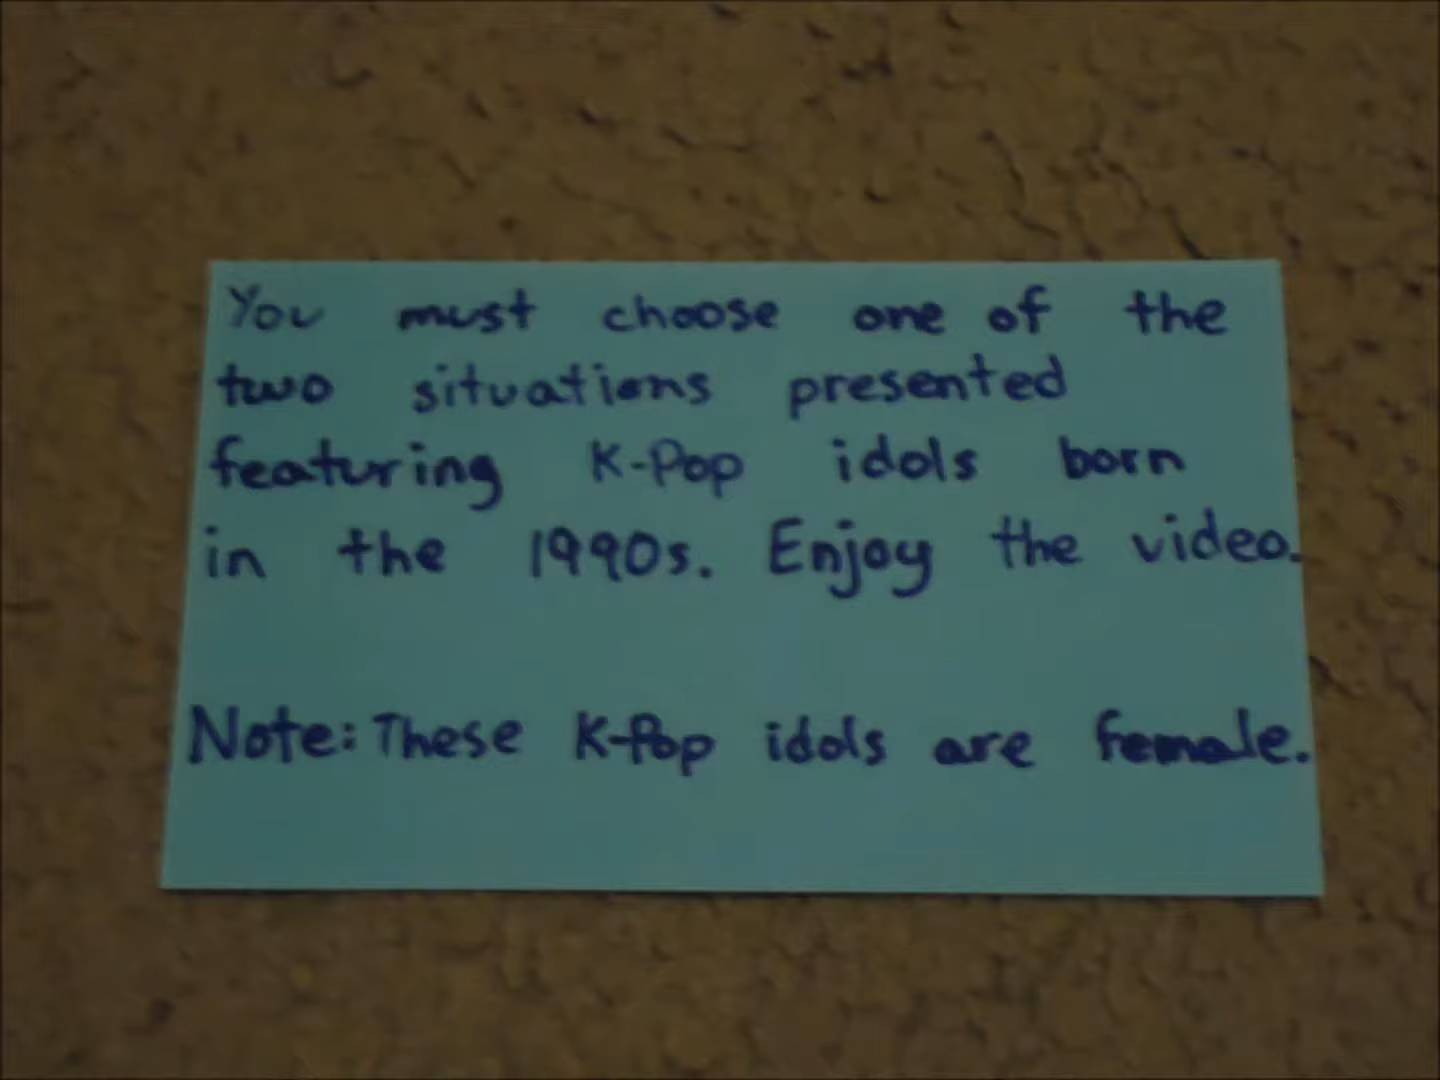 You must choose one of the
two situations presented
featuring K-Pop idols born
in the 1990s. Enjoy the video.
Note: These K-Pop idols are female.